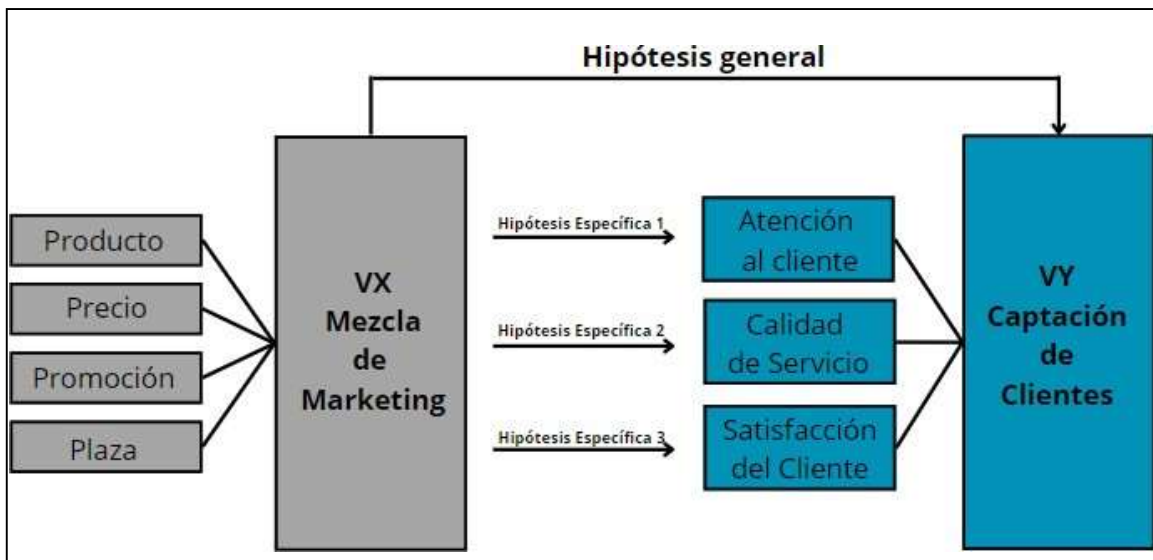 Hipótesis general
Producto
Precio
Promoción
Plaza
VX
Mezcla
de
Marketing
Hipótesis Específica 1
Hipótesis Específica 2
Hipótesis Específica 3
Atención
al cliente
Calidad
de Servicio
Satisfacción
del Cliente
VY
Captación
de
Clientes